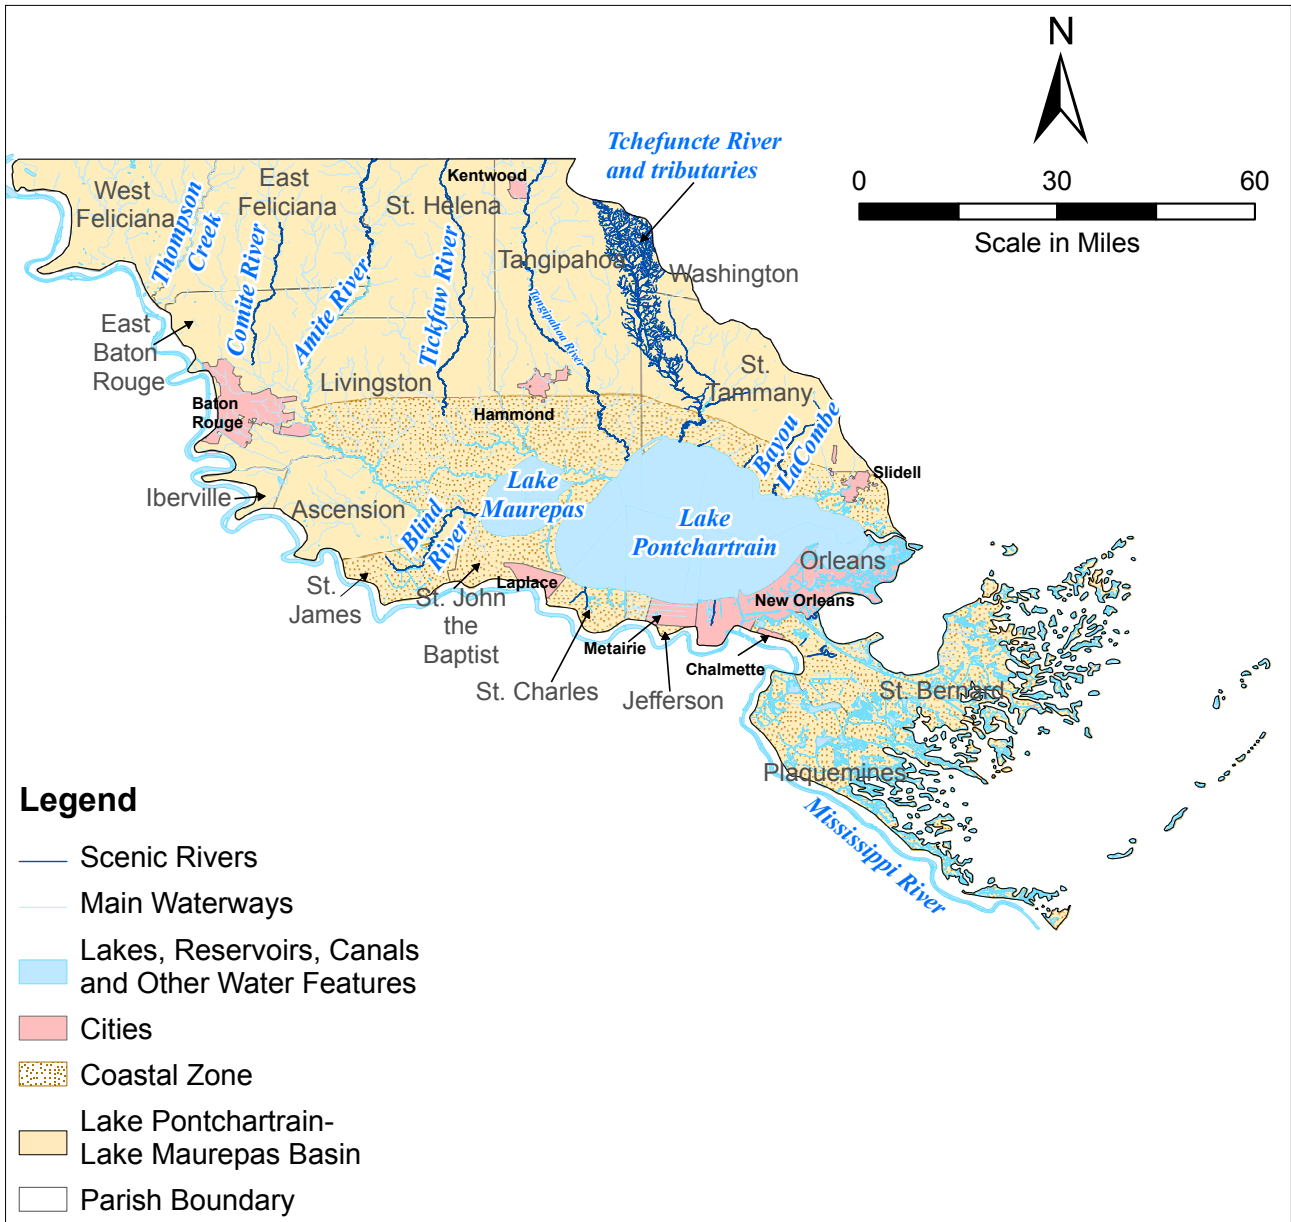 N
0 30 60
Scale in Miles
Tchefuncte River
and tributaries
West
Feliciana
Thompson
Creek
East
Feliciana
Comite River
Amite River
St. Helena
Kentwood
Tickfaw River
Tangipahoa
Tangipahoa River
Washington
East
Baton
Rouge
Livingston
St.
Tammany
Baton
Rouge
Hammond
Bayou
LaCombe
Slidell
Iberville
Ascension
Blind
River
Lake
Maurepas
Lake
Pontchartrain
Orleans
New Orleans
St.
James
St. John
the
Baptist
Laplace
Metairie
Chalmette
St. Charles
Jefferson
St. Bernard
Plaquemines
Mississippi River
Legend
Scenic Rivers
Main Waterways
Lakes, Reservoirs, Canals
and Other Water Features
Cities
Coastal Zone
Lake Pontchartrain-
Lake Maurepas Basin
Parish Boundary